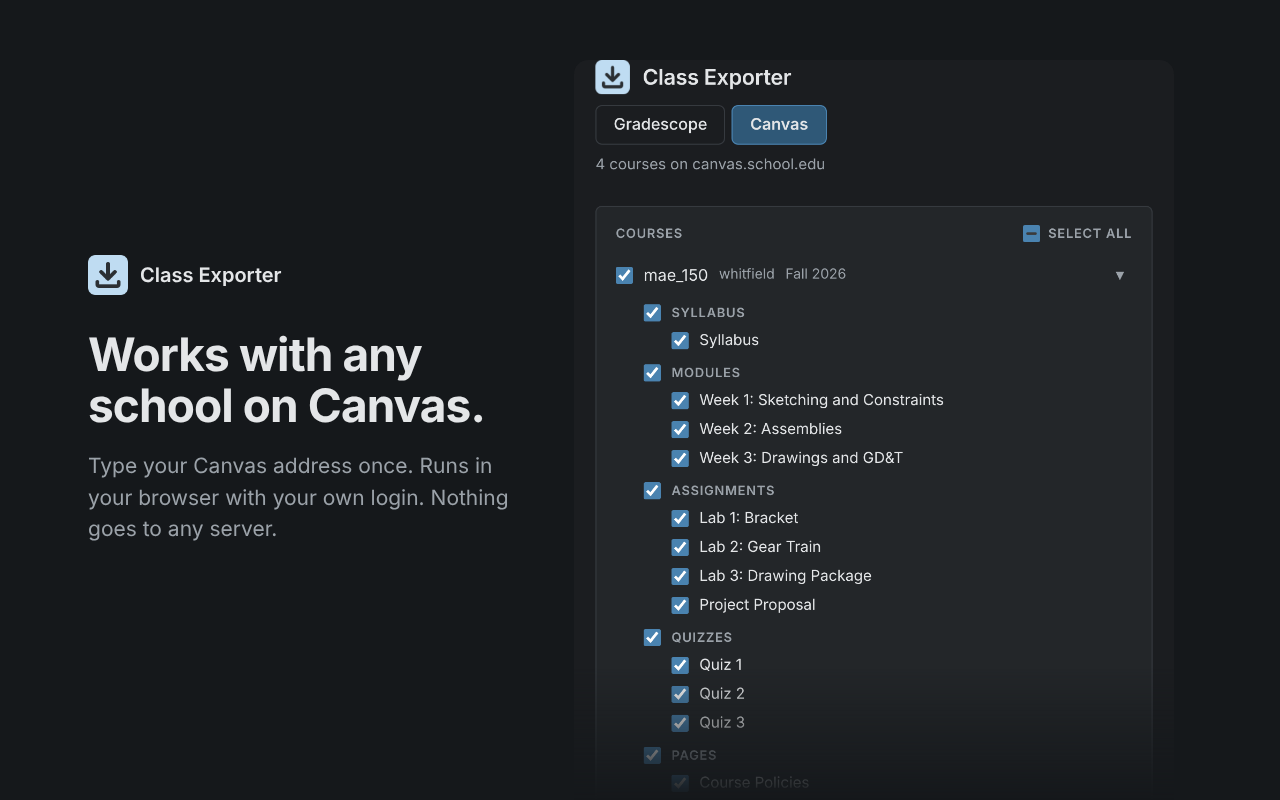 Class Exporter
Works with any
school on Canvas.
Type your Canvas address once. Runs in
your browser with your own login. Nothing
goes to any server.
Class Exporter
Gradescope Canvas
4 courses on canvas.school.edu
COURSES SELECT ALL
mae_150 whitfield Fall 2026
SYLLABUS
Syllabus
MODULES
Week 1: Sketching and Constraints
Week 2: Assemblies
Week 3: Drawings and GD&T
ASSIGNMENTS
Lab 1: Bracket
Lab 2: Gear Train
Lab 3: Drawing Package
Project Proposal
QUIZZES
Quiz 1
Quiz 2
Quiz 3
PAGES
Course Policies